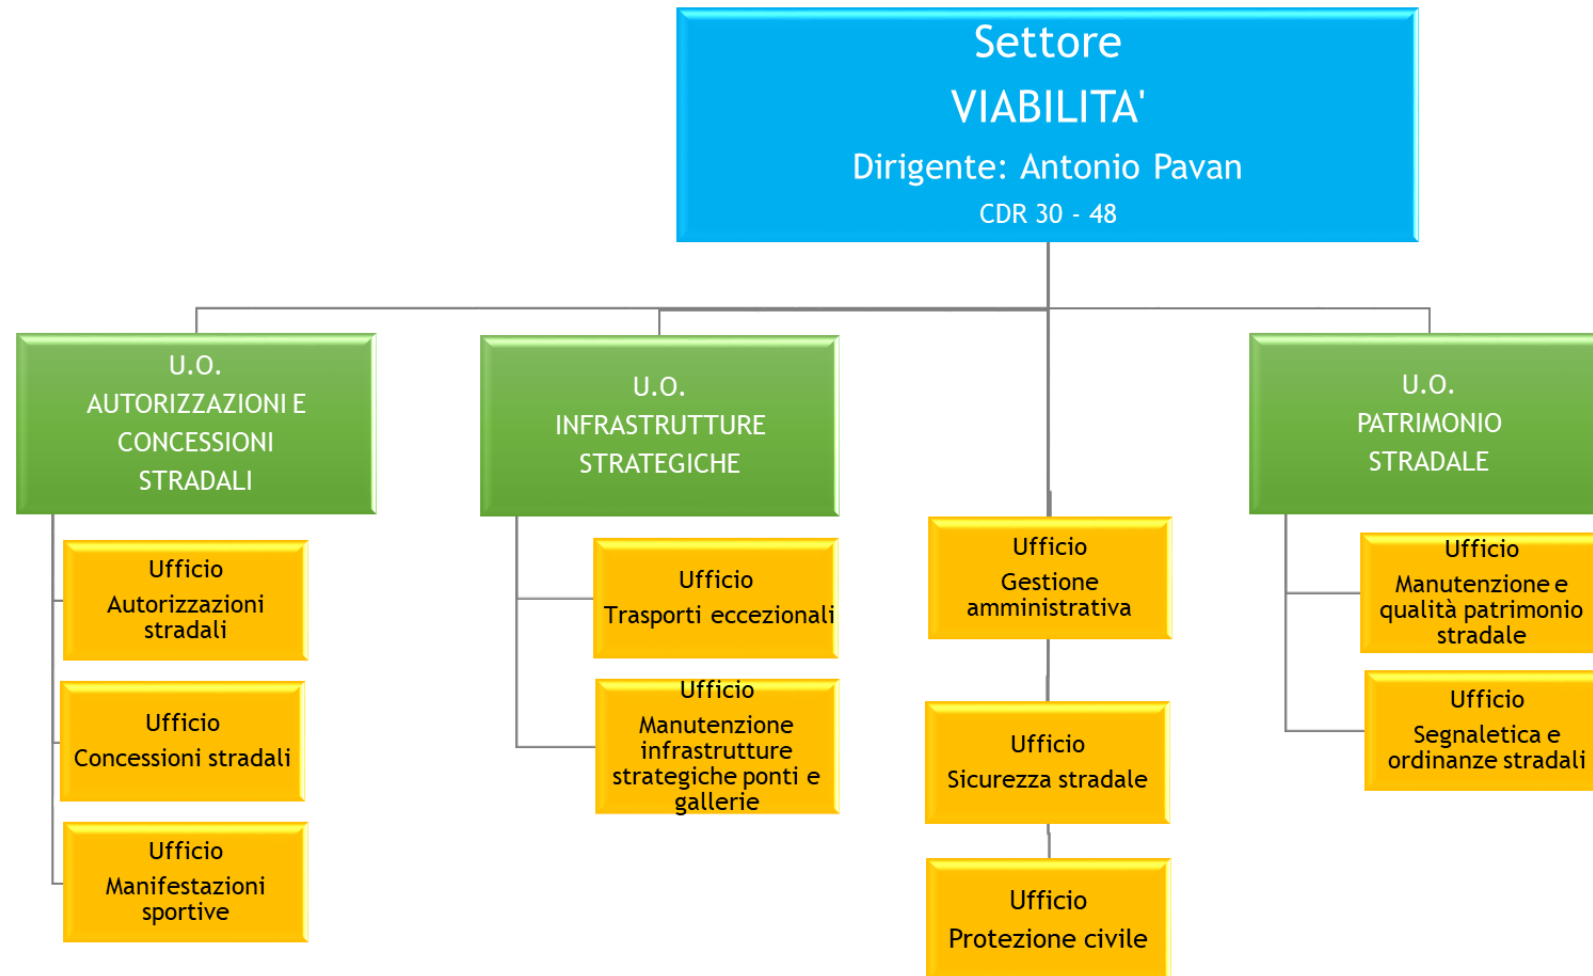 Settore
VIABILITA'
Dirigente: Antonio Pavan
CDR 30 - 48
U.O.
AUTORIZZAZIONI E
CONCESSIONI
STRADALI
Ufficio
Autorizzazioni
stradali
Ufficio
Concessioni stradali
Ufficio
Manifestazioni
sportive
U.O.
INFRASTRUTTURE
STRATEGICHE
Ufficio
Trasporti eccezionali
Ufficio
Manutenzione
infrastrutture
strategiche ponti e
gallerie
Ufficio
Gestione
amministrativa
Ufficio
Sicurezza stradale
Ufficio
Protezione civile
U.O.
PATRIMONIO
STRADALE
Ufficio
Manutenzione e
qualità patrimonio
stradale
Ufficio
Segnaletica e
ordinanze stradali